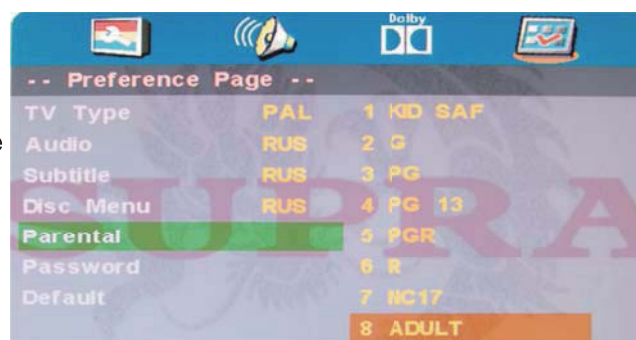 Dolby
-- Preference Page --
TV Type PAL 1 KID SAF
Audio RUS 2 G
Subtitle RUS 3 PG
Disc Menu RUS 4 PG 13
SUPRA
Parental 5 PGR
Password 6 R
Default 7 NC17
8 ADULT
e